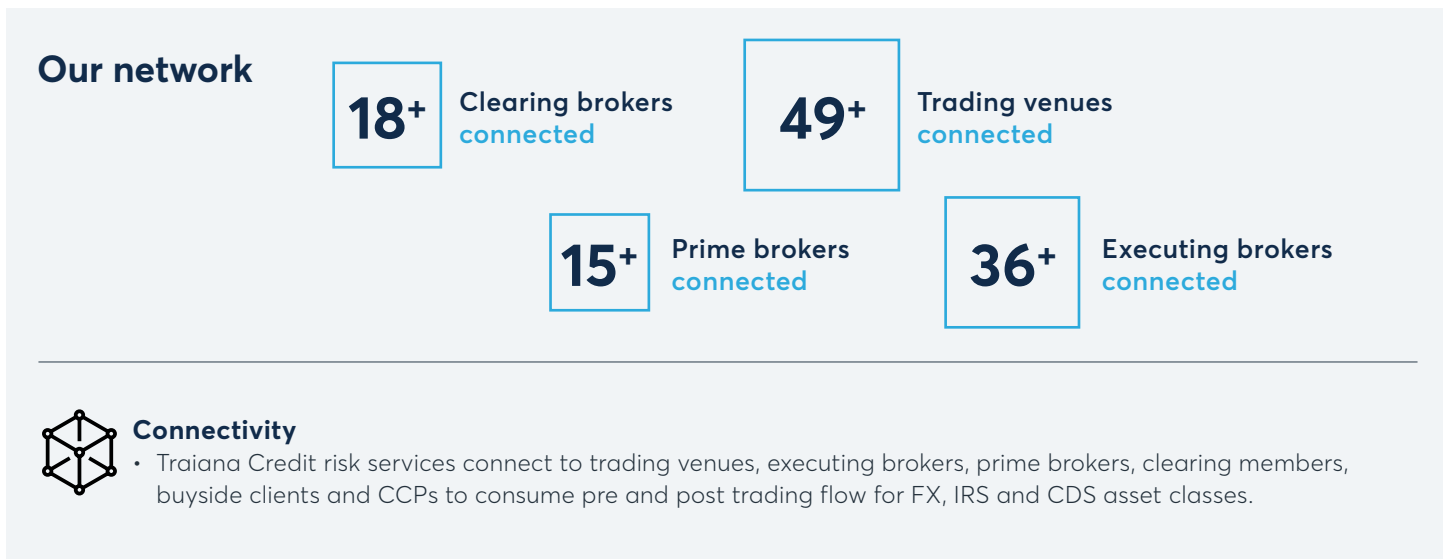 Our network
18+
Clearing brokers
connected
49+
Trading venues
connected
15+
Prime brokers
connected
36+
Executing brokers
connected
Connectivity
• Traiana Credit risk services connect to trading venues, executing brokers, prime brokers, clearing members,
buyside clients and CCPs to consume pre and post trading flow for FX, IRS and CDS asset classes.